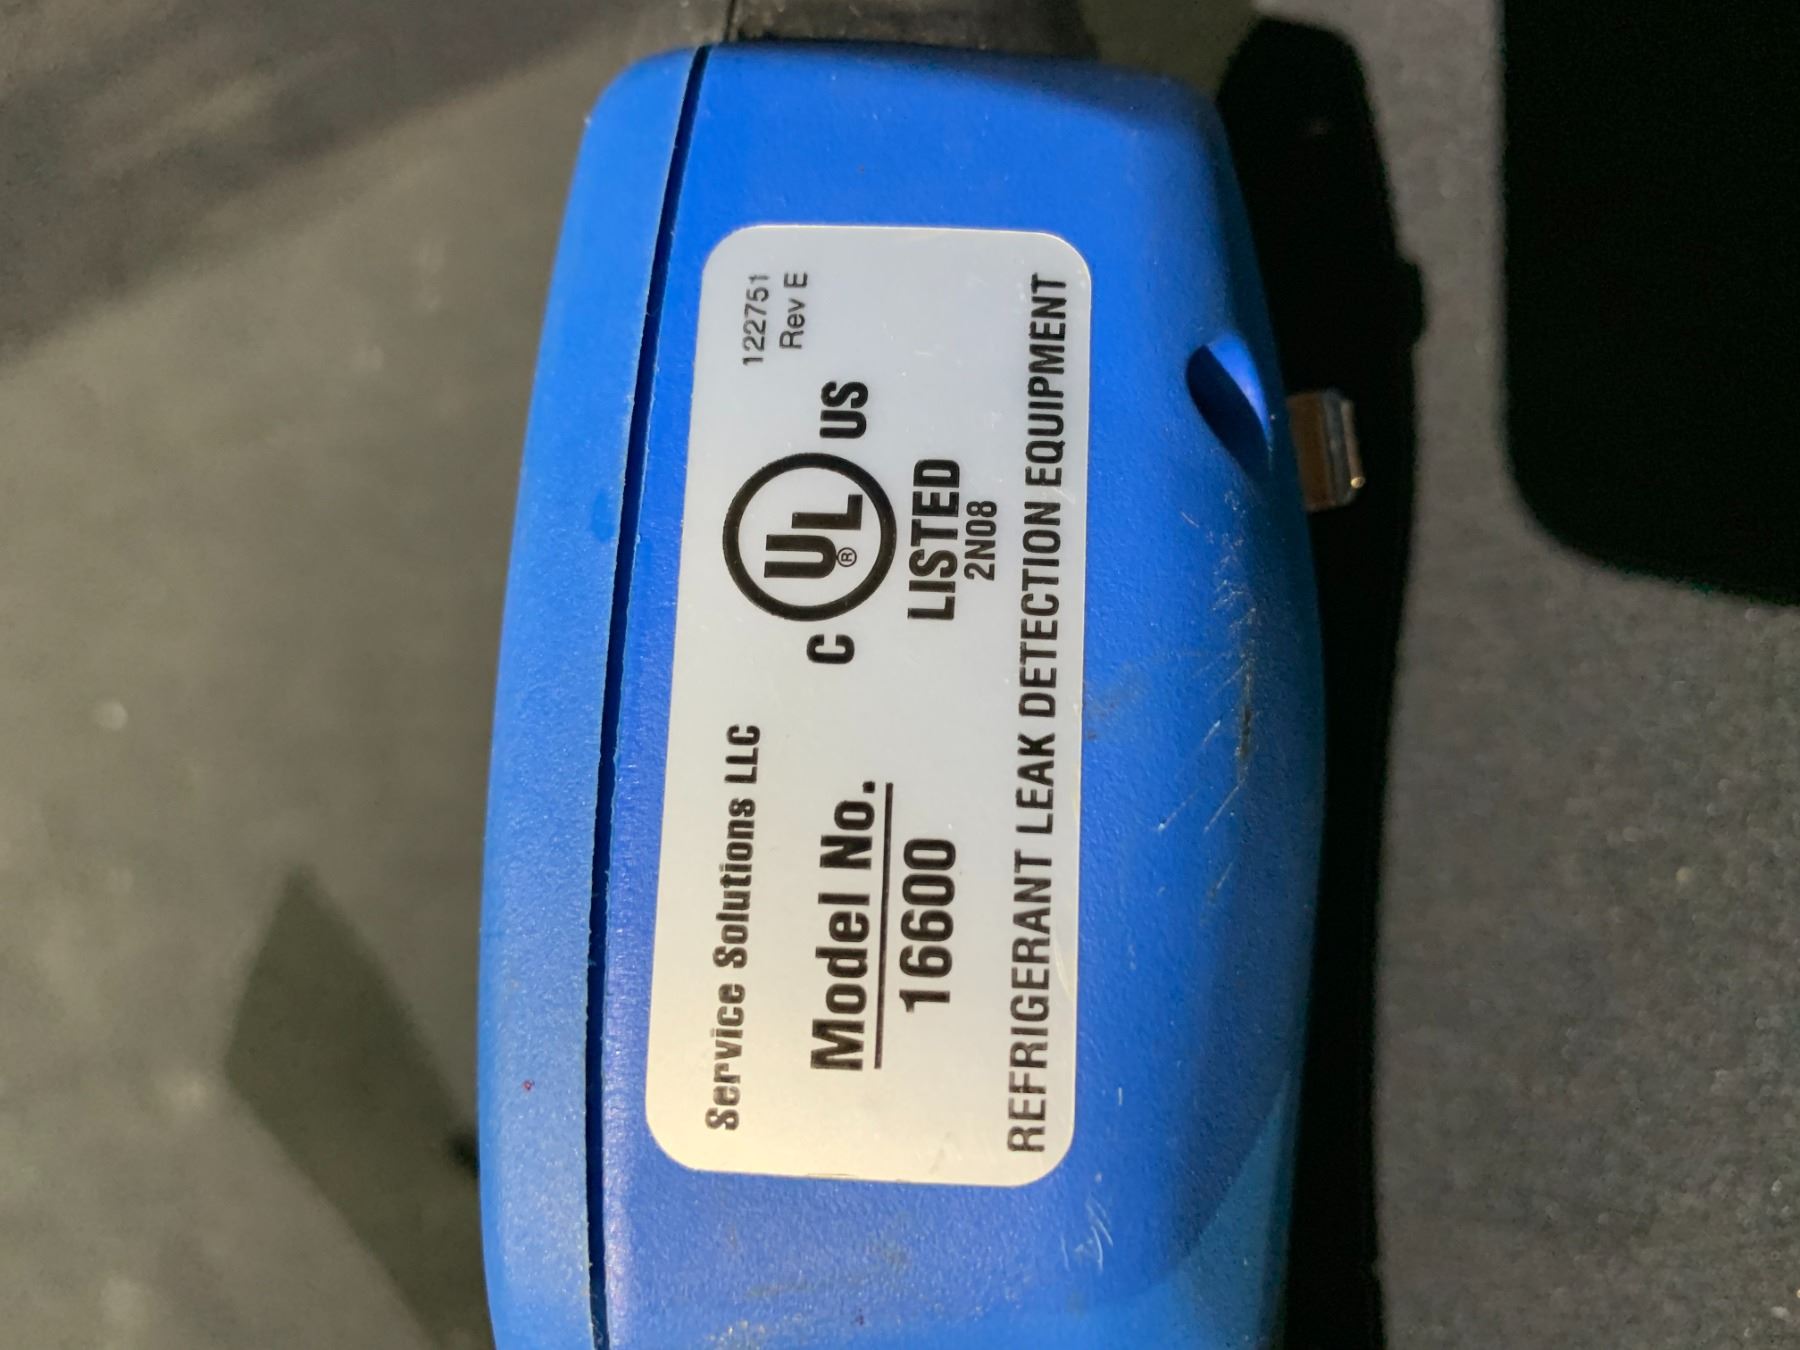 Service Solutions LLC
122751
Rev E
Model No.
16600
C UL® US
LISTED
2N08
REFRIGERANT LEAK DETECTION EQUIPMENT